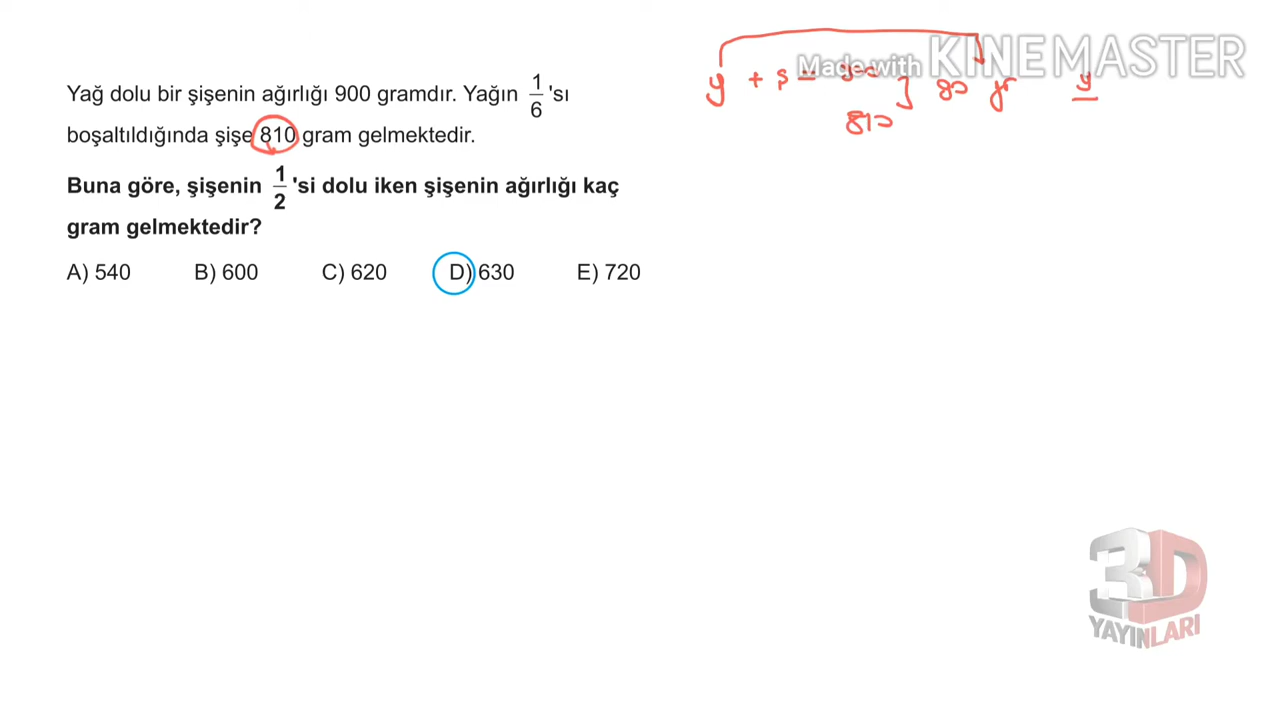 Made with KINEMASTER
y + ş = 900
810
] 80 gr
y
Yağ dolu bir şişenin ağırlığı 900 gramdır. Yağın 1/6 'sı
boşaltıldığında şişe 810 gram gelmektedir.
Buna göre, şişenin 1/2 'si dolu iken şişenin ağırlığı kaç
gram gelmektedir?
A) 540 B) 600 C) 620 D) 630 E) 720
3D
YAYINLARI